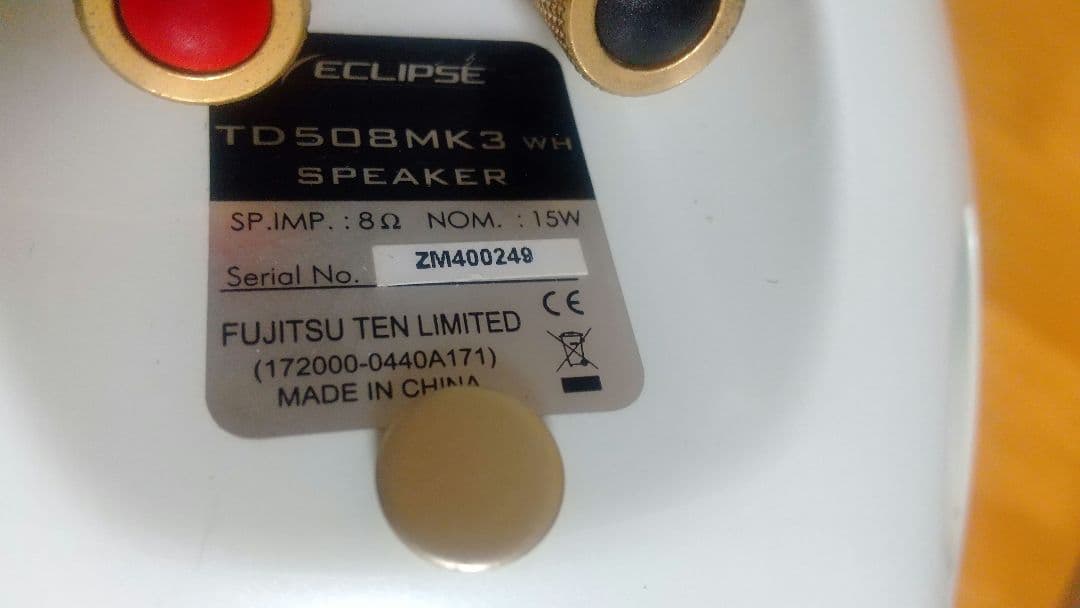 ECLIPSE
TD508MK3 WH
SPEAKER
SP.IMP. : 8Ω NOM. : 15W
Serial No. ZM400249
FUJITSU TEN LIMITED
(172000-0440A171)
MADE IN CHINA
CE